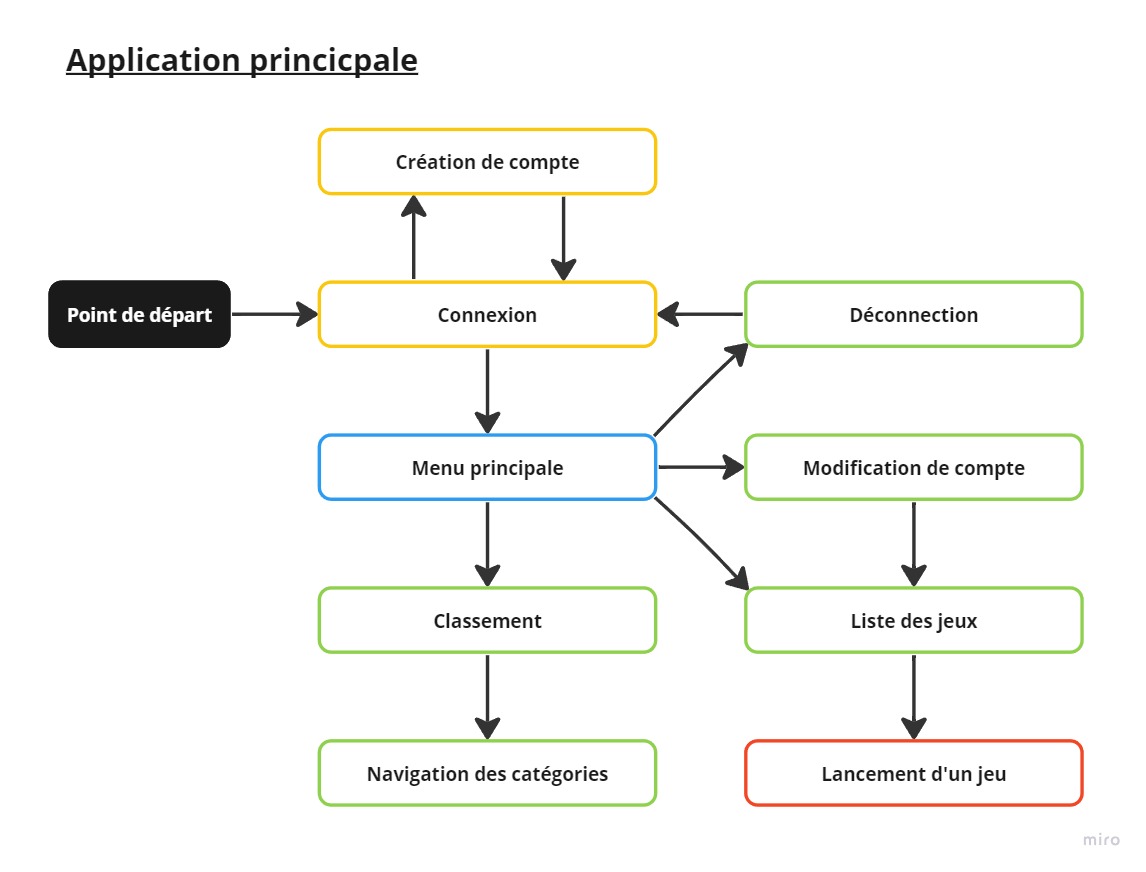 Application princicpale
Création de compte
Point de départ
Connexion
Déconnection
Menu principale
Modification de compte
Classement
Liste des jeux
Navigation des catégories
Lancement d'un jeu
miro